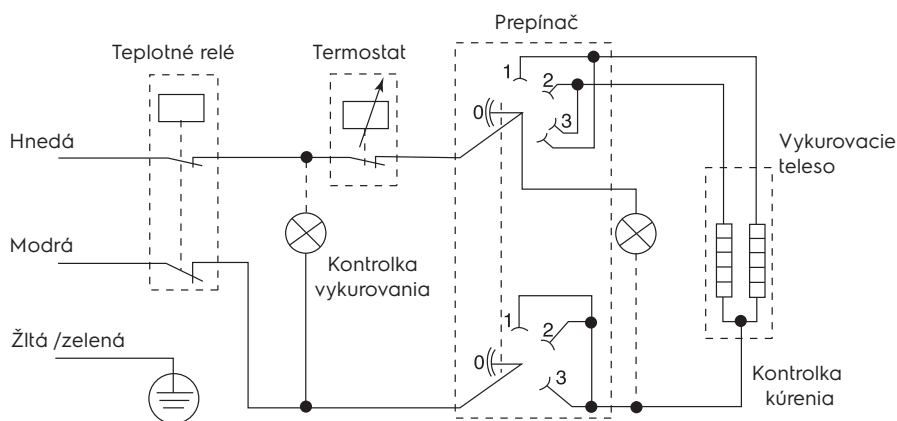 Prepínač
Teplotné relé
Termostat
1
2
0
3
Hnedá
Vykurovacie
teleso
Modrá
Kontrolka
vykurovania
1
2
0
3
Žltá /zelená
Kontrolka
kúrenia